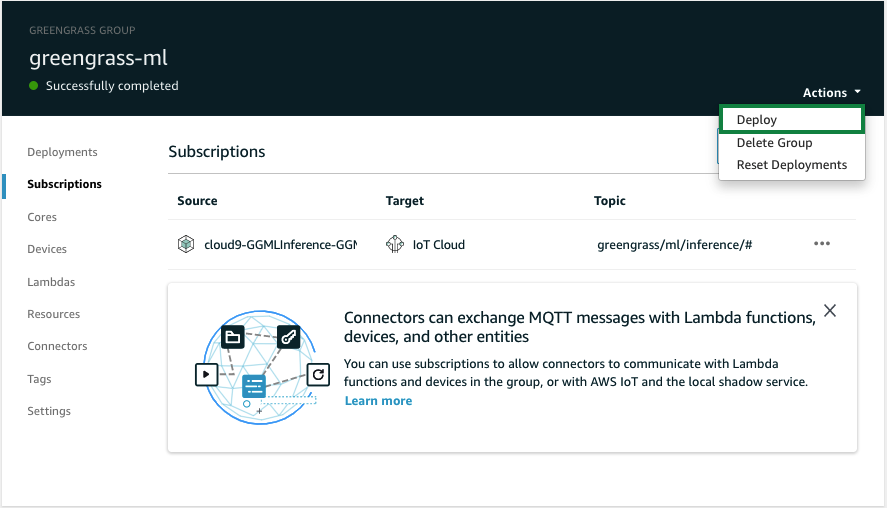 GREENGRASS GROUP
greengrass-ml
Successfully completed
Actions
Deploy
Delete Group
Reset Deployments
Deployments
Subscriptions
Cores
Devices
Lambdas
Resources
Connectors
Tags
Settings
Subscriptions
Source Target Topic
cloud9-GGMLInference-GGM IoT Cloud greengrass/ml/inference/#
Connectors can exchange MQTT messages with Lambda functions,
devices, and other entities
You can use subscriptions to allow connectors to communicate with Lambda
functions and devices in the group, or with AWS IoT and the local shadow service.
Learn more